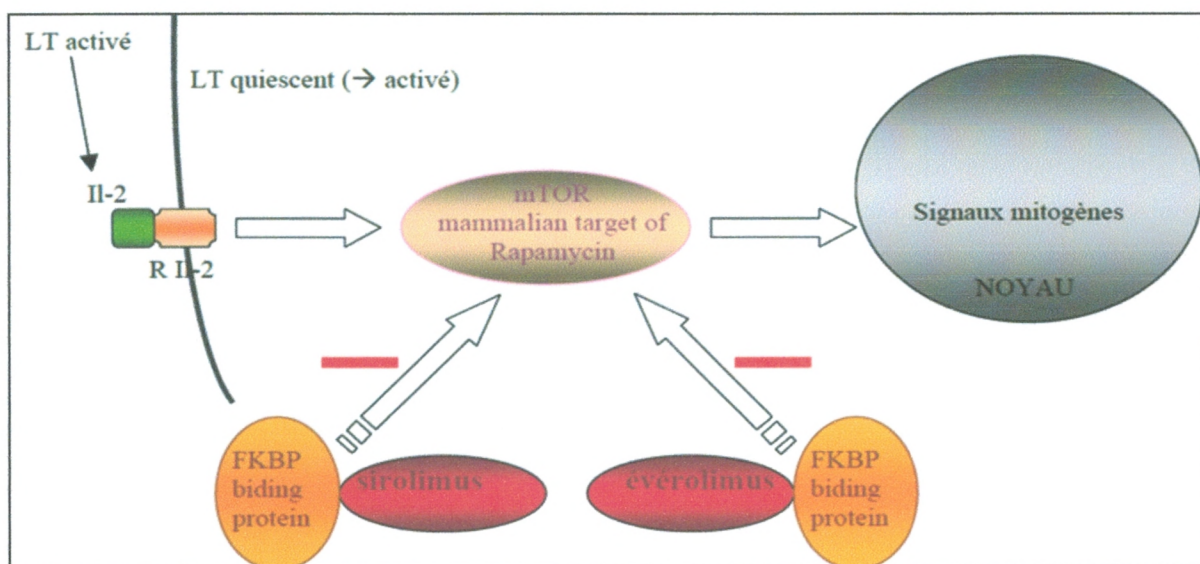 LT activé
LT quiescent (→ activé)
Il-2
R Il-2
mTOR
mammalian target of
Rapamycin
Signaux mitogènes
NOYAU
FKBP
biding
protein
sirolimus
évérolimus
FKBP
biding
protein